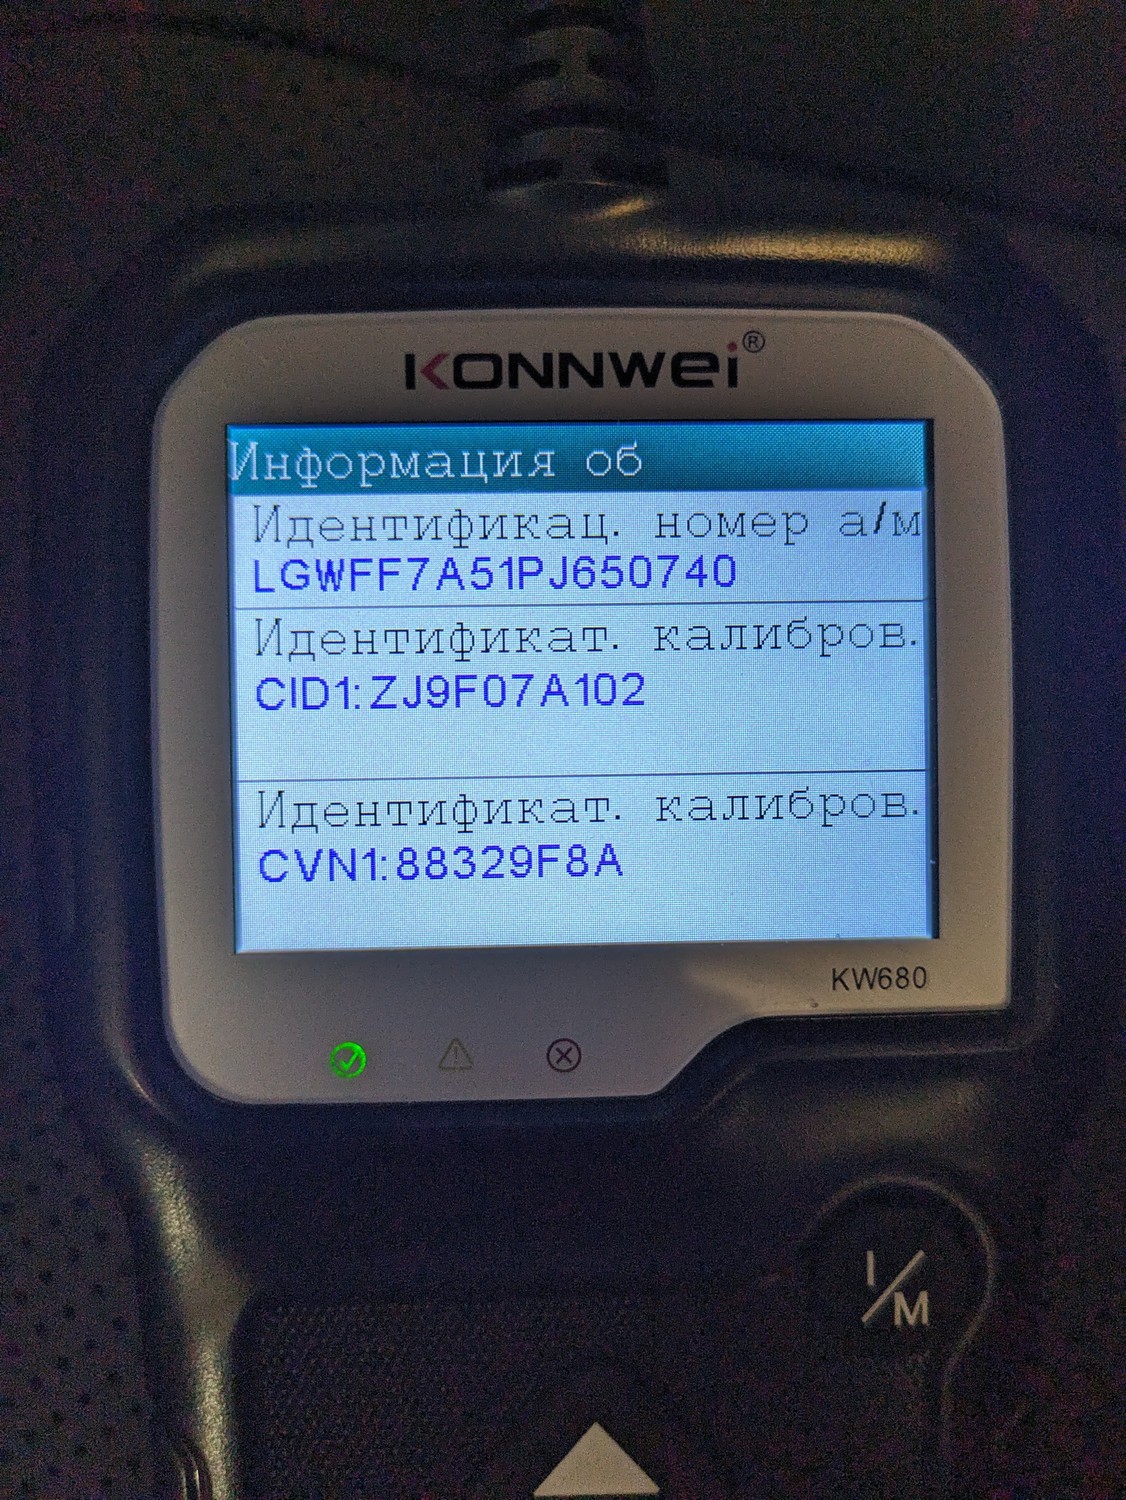 KONNWEI®
Информация об
Идентификац. номер а/м
LGWFF7A51PJ650740
Идентификат. калибров.
CID1:ZJ9F07A102
Идентификат. калибров.
CVN1:88329F8A
KW680
I/M